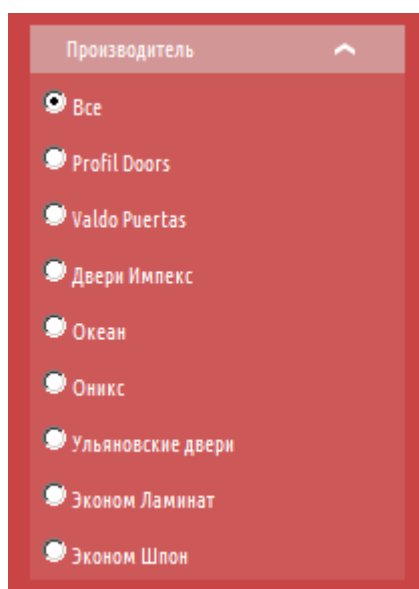 Производитель
Все
Profil Doors
Valdo Puertas
Двери Импекс
Океан
Оникс
Ульяновские двери
Эконом Ламинат
Эконом Шпон